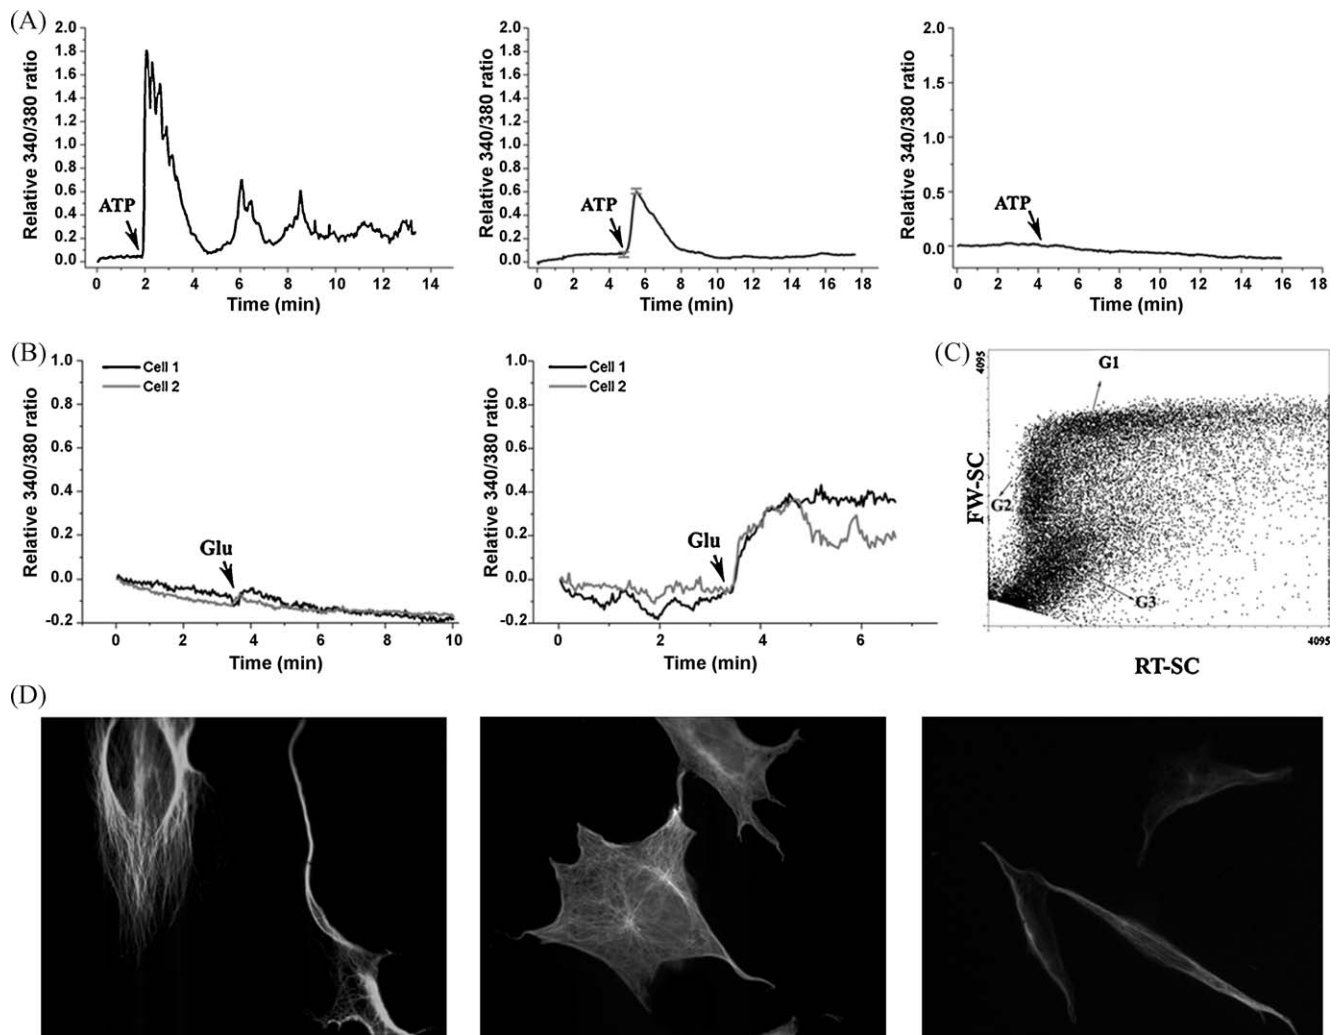 (A)
Relative 340/380 ratio
2.0
1.8
1.6
1.4
1.2
1.0
0.8
0.6
0.4
0.2
0.0
ATP
0 2 4 6 8 10 12 14
Time (min)
Relative 340/380 ratio
2.0
1.8
1.6
1.4
1.2
1.0
0.8
0.6
0.4
0.2
0.0
ATP
0 2 4 6 8 10 12 14 16 18
Time (min)
Relative 340/380 ratio
2.0
1.5
1.0
0.5
0.0
ATP
0 2 4 6 8 10 12 14 16 18
Time (min)
(B)
Relative 340/380 ratio
1.0
0.8
0.6
0.4
0.2
0.0
-0.2
Cell 1
Cell 2
Glu
0 2 4 6 8 10
Time (min)
Relative 340/380 ratio
1.0
0.8
0.6
0.4
0.2
0.0
-0.2
Cell 1
Cell 2
Glu
0 2 4 6
Time (min)
(C)
4095
G1
FW-SC
G2
G3
4095
RT-SC
(D)